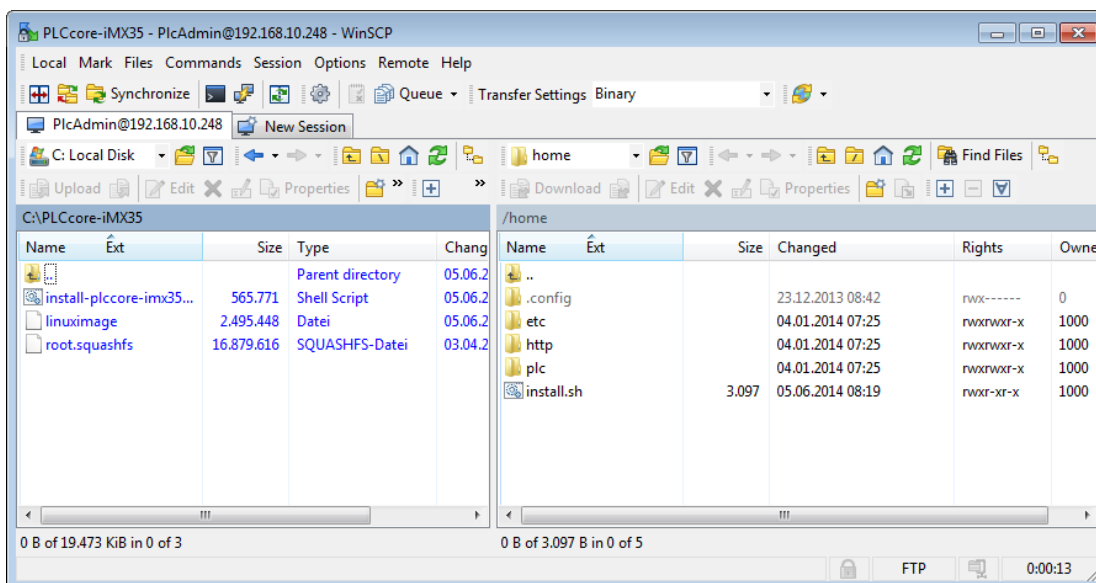 PLCcore-iMX35 - PlcAdmin@192.168.10.248 - WinSCP
Local Mark Files Commands Session Options Remote Help
Synchronize Queue Transfer Settings Binary
PlcAdmin@192.168.10.248 New Session
C: Local Disk home Find Files
Upload Edit Properties » » Download Edit Properties
C:\PLCcore-iMX35 /home
Name Ext Size Type Chang Name Ext Size Changed Rights Owne
.. Parent directory 05.06.2 ..
install-plccore-imx35... 565.771 Shell Script 05.06.2 .config 23.12.2013 08:42 rwx------ 0
linuximage 2.495.448 Datei 05.06.2 etc 04.01.2014 07:25 rwxrwxr-x 1000
root.squashfs 16.879.616 SQUASHFS-Datei 03.04.2 http 04.01.2014 07:25 rwxrwxr-x 1000
plc 04.01.2014 07:25 rwxrwxr-x 1000
install.sh 3.097 05.06.2014 08:19 rwxr-xr-x 1000
0 B of 19.473 KiB in 0 of 3 0 B of 3.097 B in 0 of 5
FTP 0:00:13